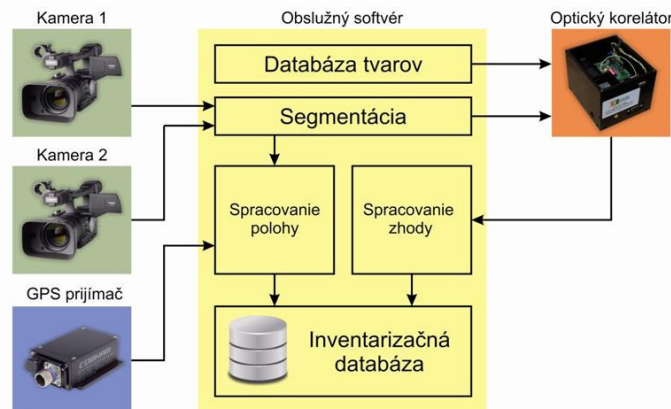 Kamera 1
Obslužný softvér
Optický korelátor
Databáza tvarov
Segmentácia
Kamera 2
Spracovanie
polohy
Spracovanie
zhody
GPS prijímač
Inventarizačná
databáza